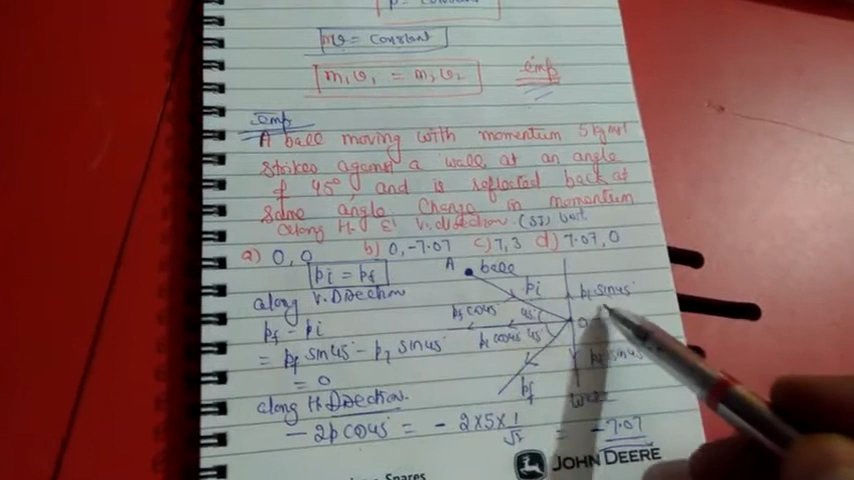 p = constant
mv = constant
m₁v₁ = m₂v₂ imp
imp
A ball moving with momentum 5 kg m/s
strikes against a wall at an angle
of 45°, and is reflected back at
same angle. change in momentum
along H. & V. direction. (SI) unit.
a) 0, 0 b) 0, -7.07 c) 7, 3 d) 7.07, 0
pi = pf
A ball
along V. Direction
pi
pi sin45°
pf cos45° 45°
pf - pi
O
pi cos45° 45°
= pf sin45° - pi sin45°
pf sin45°
= 0
pf
along H. Direction.
wall
- 2p cos45° = - 2×5×1/√2 = -7.07
JOHN DEERE
Spares